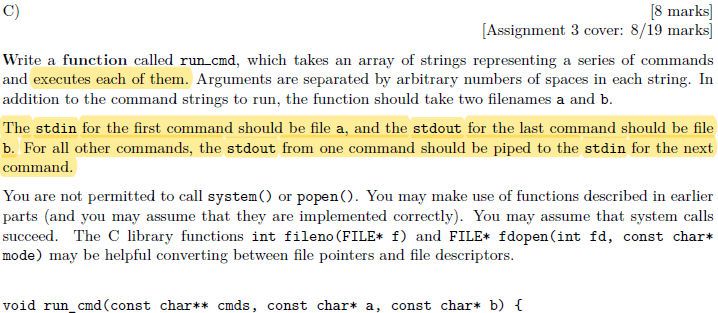 C)
[8 marks]
[Assignment 3 cover: 8/19 marks]
Write a function called run_cmd, which takes an array of strings representing a series of commands
and executes each of them. Arguments are separated by arbitrary numbers of spaces in each string. In
addition to the command strings to run, the function should take two filenames a and b.
The stdin for the first command should be file a, and the stdout for the last command should be file
b. For all other commands, the stdout from one command should be piped to the stdin for the next
command.
You are not permitted to call system() or popen(). You may make use of functions described in earlier
parts (and you may assume that they are implemented correctly). You may assume that system calls
succeed. The C library functions int fileno(FILE* f) and FILE* fdopen(int fd, const char*
mode) may be helpful converting between file pointers and file descriptors.
void run_cmd(const char** cmds, const char* a, const char* b) {